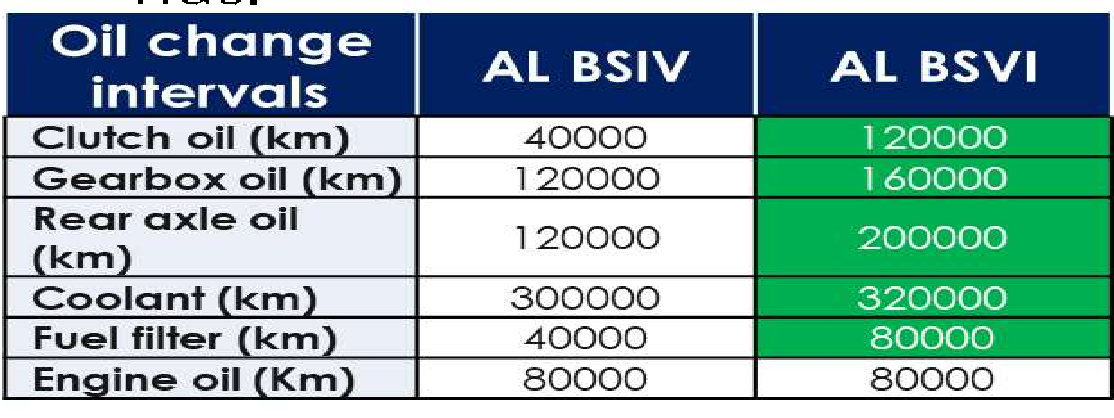 Oil change intervals AL BSIV AL BSVI
Clutch oil (km) 40000 120000
Gearbox oil (km) 120000 160000
Rear axle oil (km) 120000 200000
Coolant (km) 300000 320000
Fuel filter (km) 40000 80000
Engine oil (Km) 80000 80000